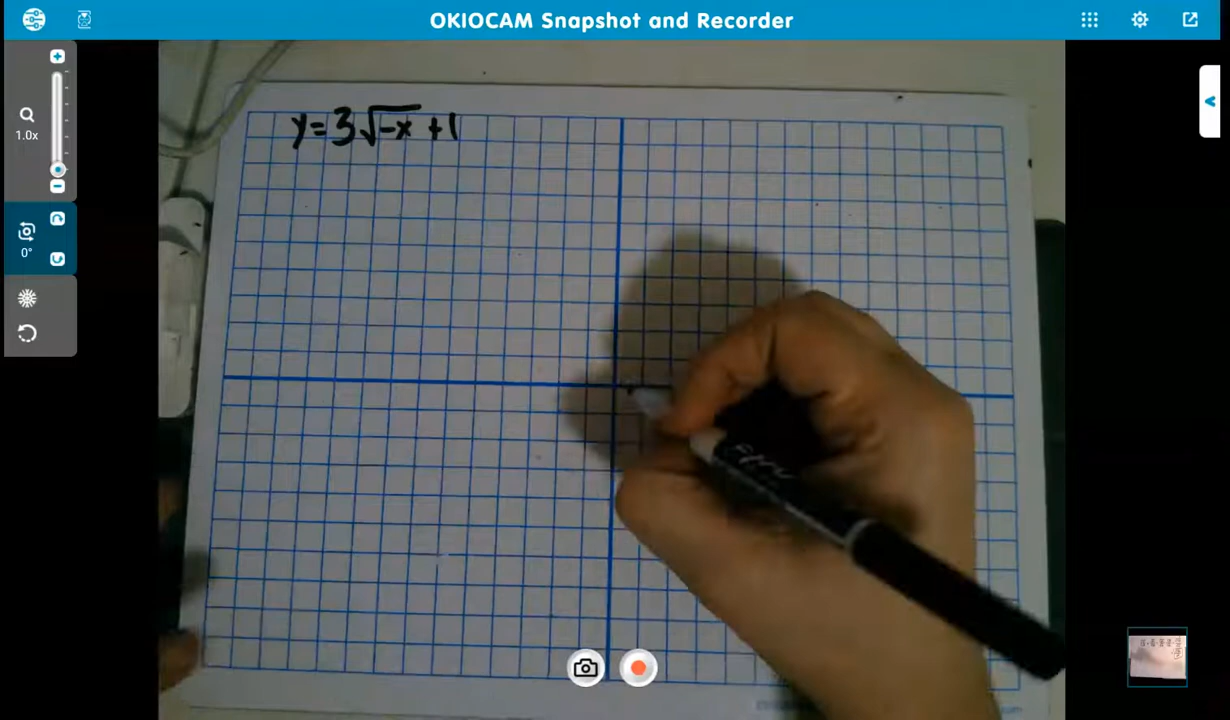 OKIOCAM Snapshot and Recorder
1.0x
0°
y=3√-x +1